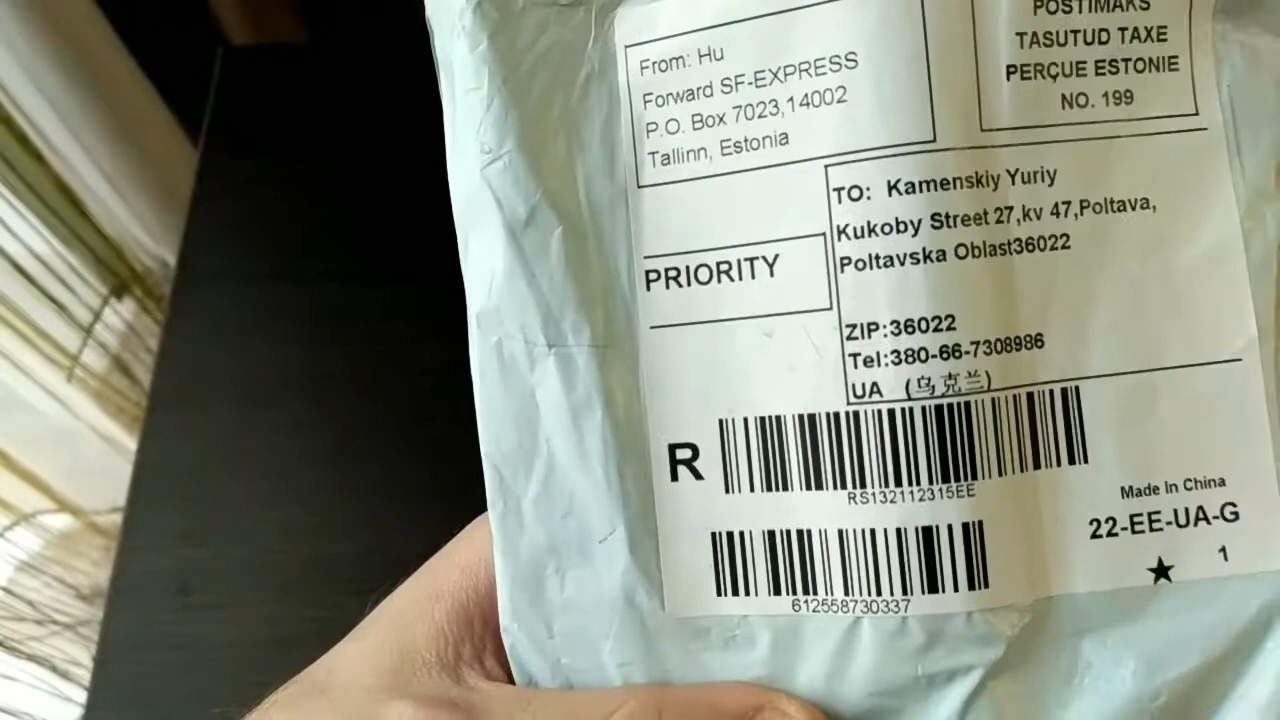 From: Hu
Forward SF-EXPRESS
P.O. Box 7023,14002
Tallinn, Estonia
POSTIMAKS
TASUTUD TAXE
PERÇUE ESTONIE
NO. 199
TO: Kamenskiy Yuriy
Kukoby Street 27,kv 47,Poltava,
Poltavska Oblast36022
PRIORITY
ZIP:36022
Tel:380-66-7308986
UA (乌克兰)
R
RS132112315EE
Made In China
22-EE-UA-G
★ 1
612558730337